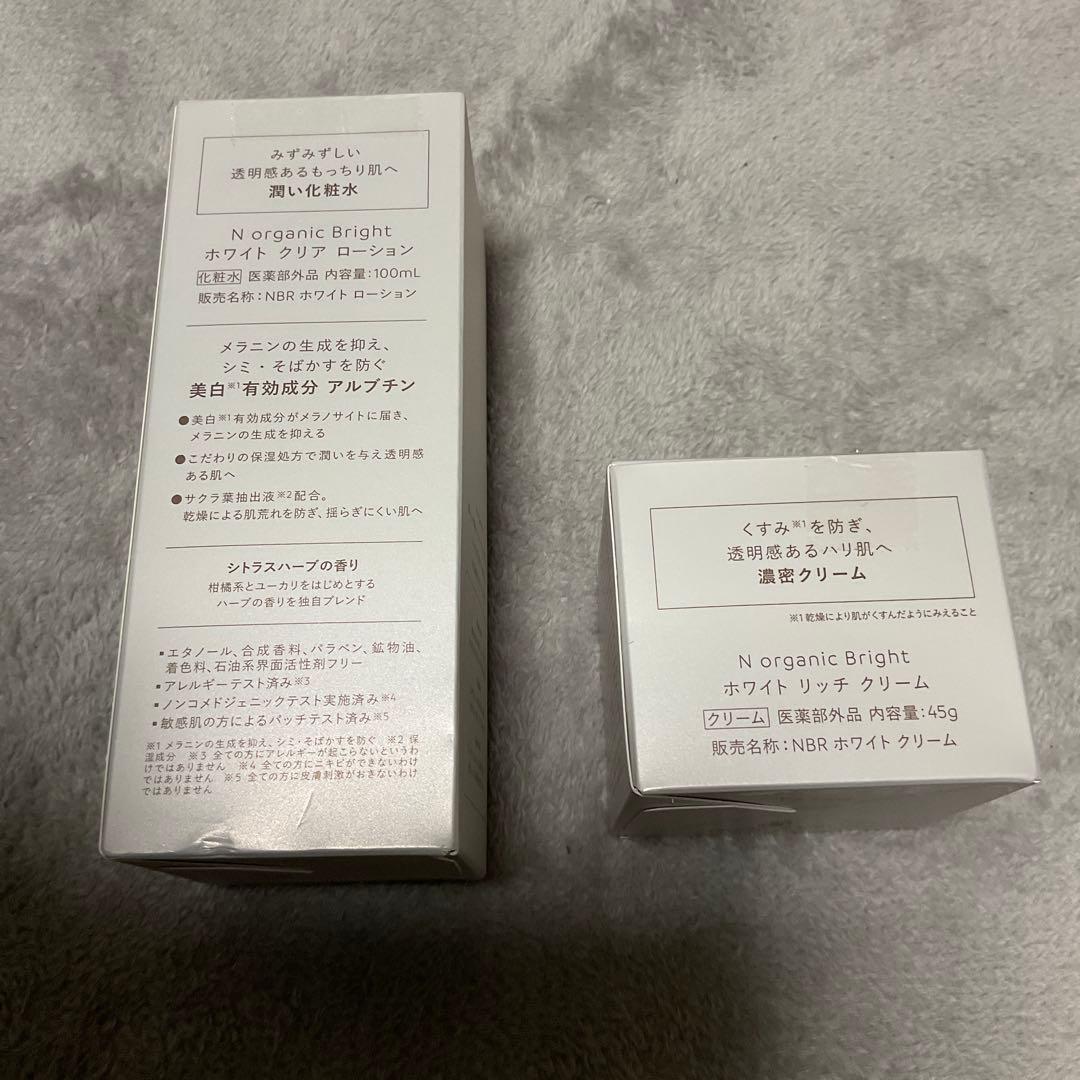 みずみずしい
透明感あるもっちり肌へ
潤い化粧水
N organic Bright
ホワイト クリア ローション
化粧水 医薬部外品 内容量:100mL
販売名称:NBR ホワイト ローション
メラニンの生成を抑え、
シミ・そばかすを防ぐ
美白※1有効成分 アルブチン
●美白※1有効成分がメラノサイトに届き、
メラニンの生成を抑える
●こだわりの保湿処方で潤いを与え透明感
ある肌へ
●サクラ葉抽出液※2配合。
乾燥による肌荒れを防ぎ、揺らぎにくい肌へ
シトラスハーブの香り
柑橘系とユーカリをはじめとする
ハーブの香りを独自ブレンド
▪エタノール、合成香料、パラベン、鉱物油、
着色料、石油系界面活性剤フリー
▪アレルギーテスト済み※3
▪ノンコメドジェニックテスト実施済み※4
▪敏感肌の方によるパッチテスト済み※5
※1 メラニンの生成を抑え、シミ・そばかすを防ぐ ※2 保
湿成分 ※3 全ての方にアレルギーが起こらないというわ
けではありません ※4 全ての方にニキビができないわけ
ではありません ※5 全ての方に皮膚刺激がおきないわけ
ではありません
くすみ※1を防ぎ、
透明感あるハリ肌へ
濃密クリーム
※1 乾燥により肌がくすんだようにみえること
N organic Bright
ホワイト リッチ クリーム
クリーム 医薬部外品 内容量:45g
販売名称:NBR ホワイト クリーム